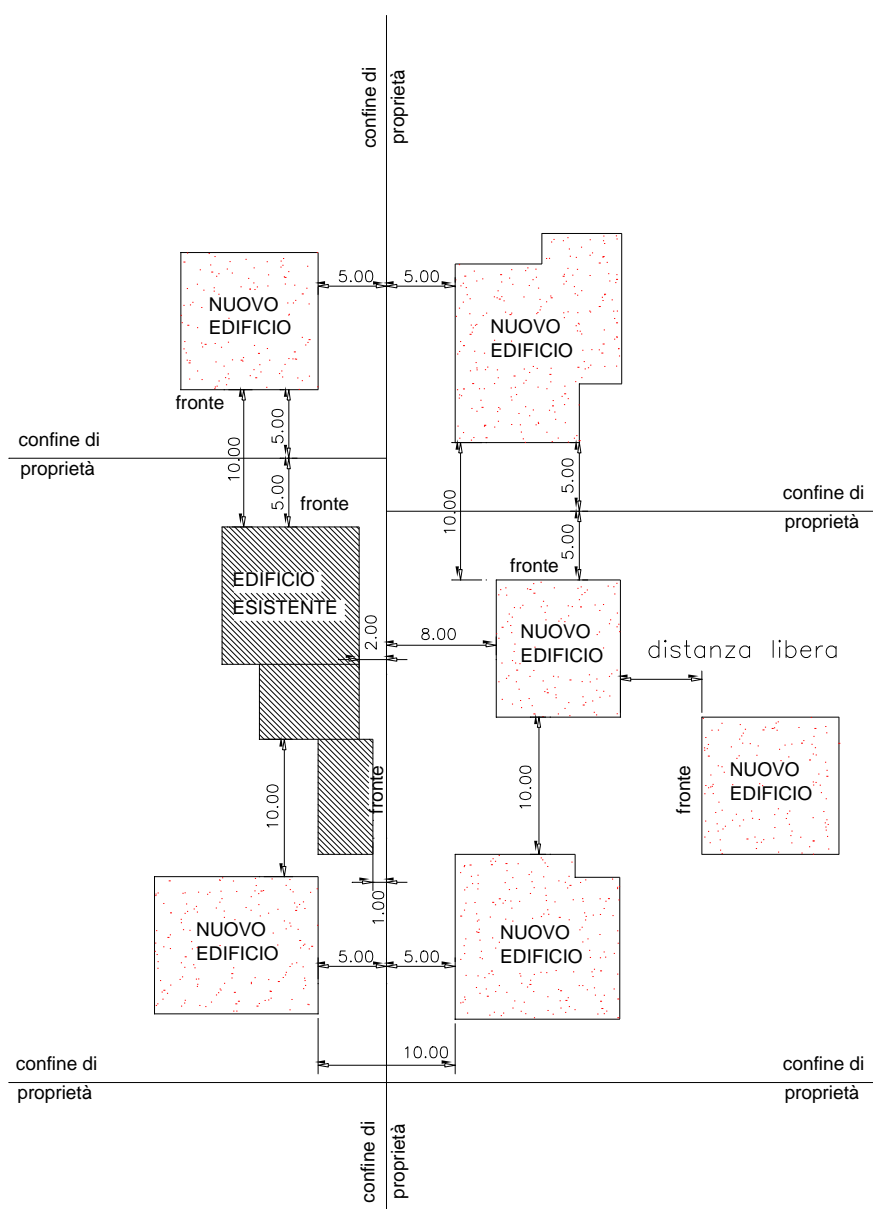 confine di
proprietà
5.00
5.00
NUOVO
EDIFICIO
NUOVO
EDIFICIO
fronte
10.00
5.00
5.00
confine di
proprietà
fronte
10.00
5.00
5.00
confine di
proprietà
fronte
EDIFICIO
ESISTENTE
2.00
8.00
NUOVO
EDIFICIO
distanza libera
fronte
NUOVO
EDIFICIO
10.00
fronte
10.00
1.00
NUOVO
EDIFICIO
5.00
5.00
NUOVO
EDIFICIO
10.00
confine di
proprietà
confine di
proprietà
confine di
proprietà